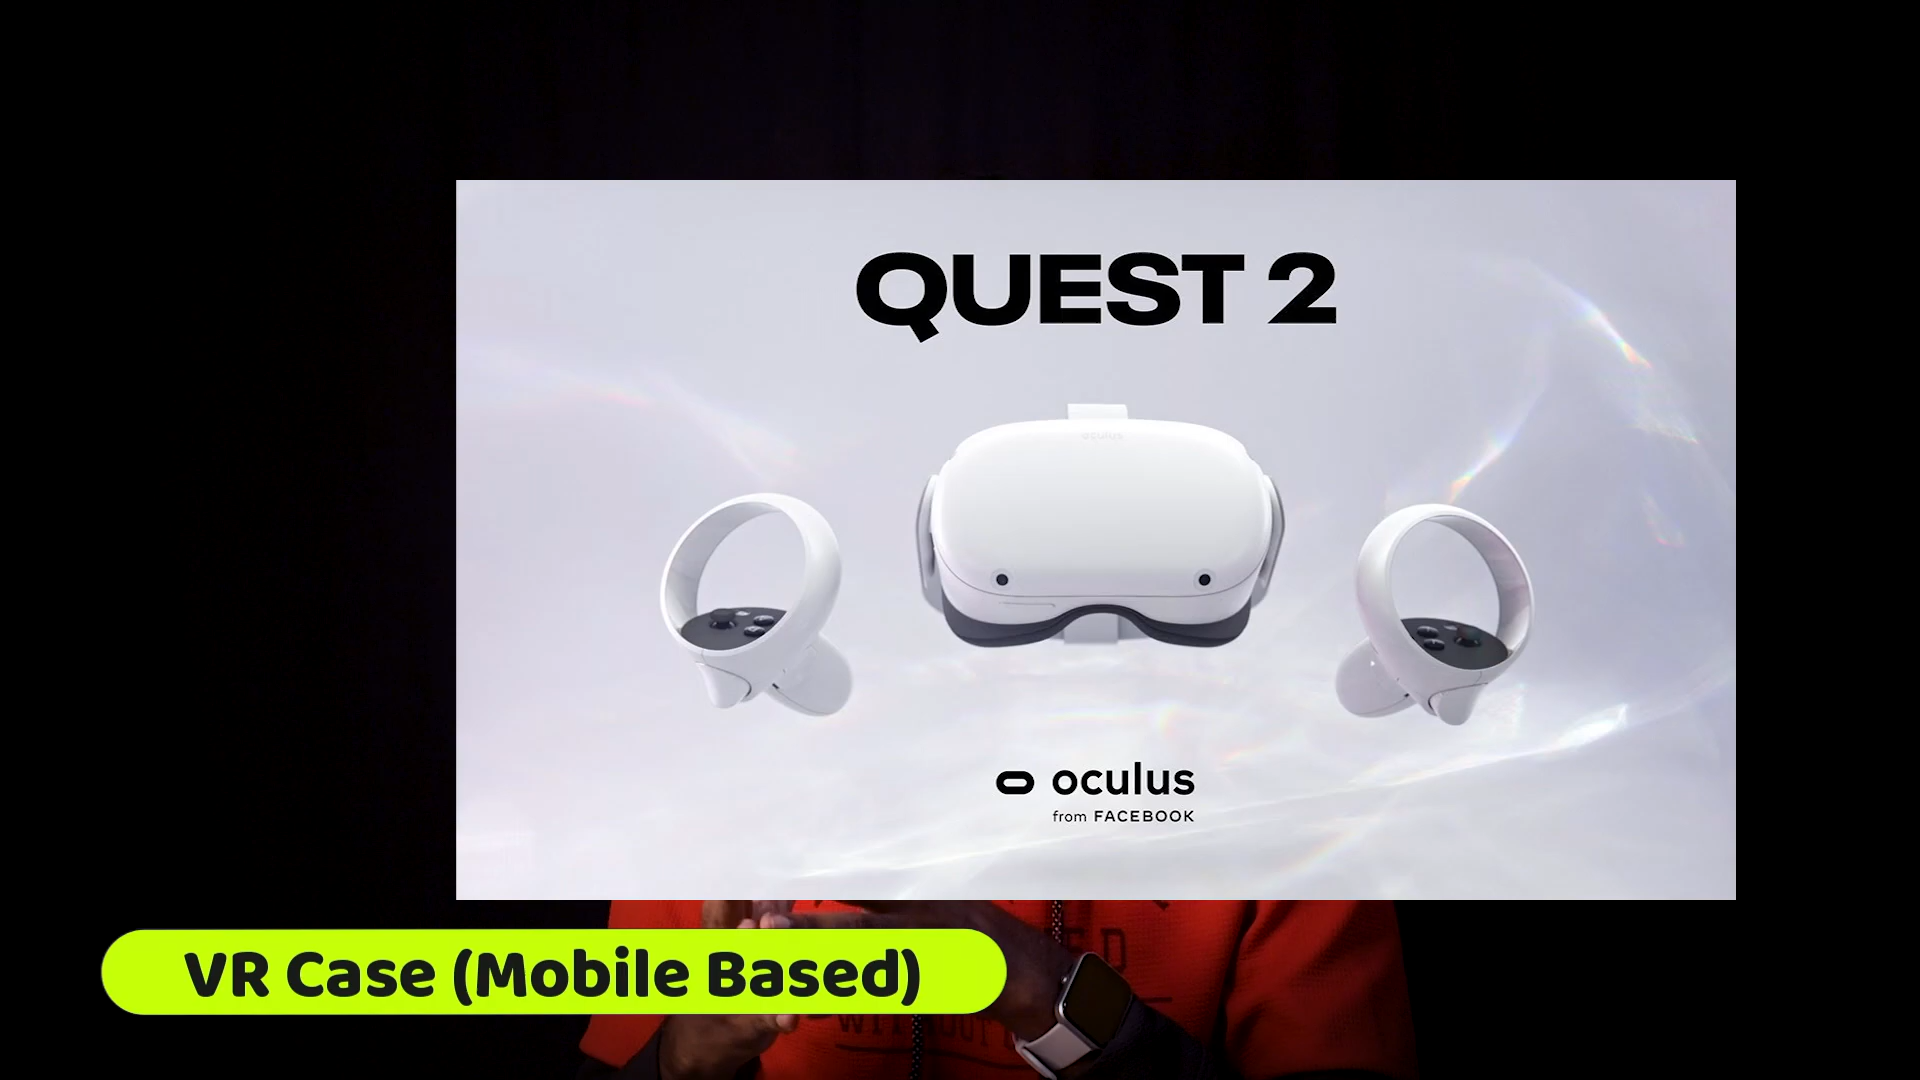 QUEST 2
oculus
oculus
from FACEBOOK
VR Case (Mobile Based)